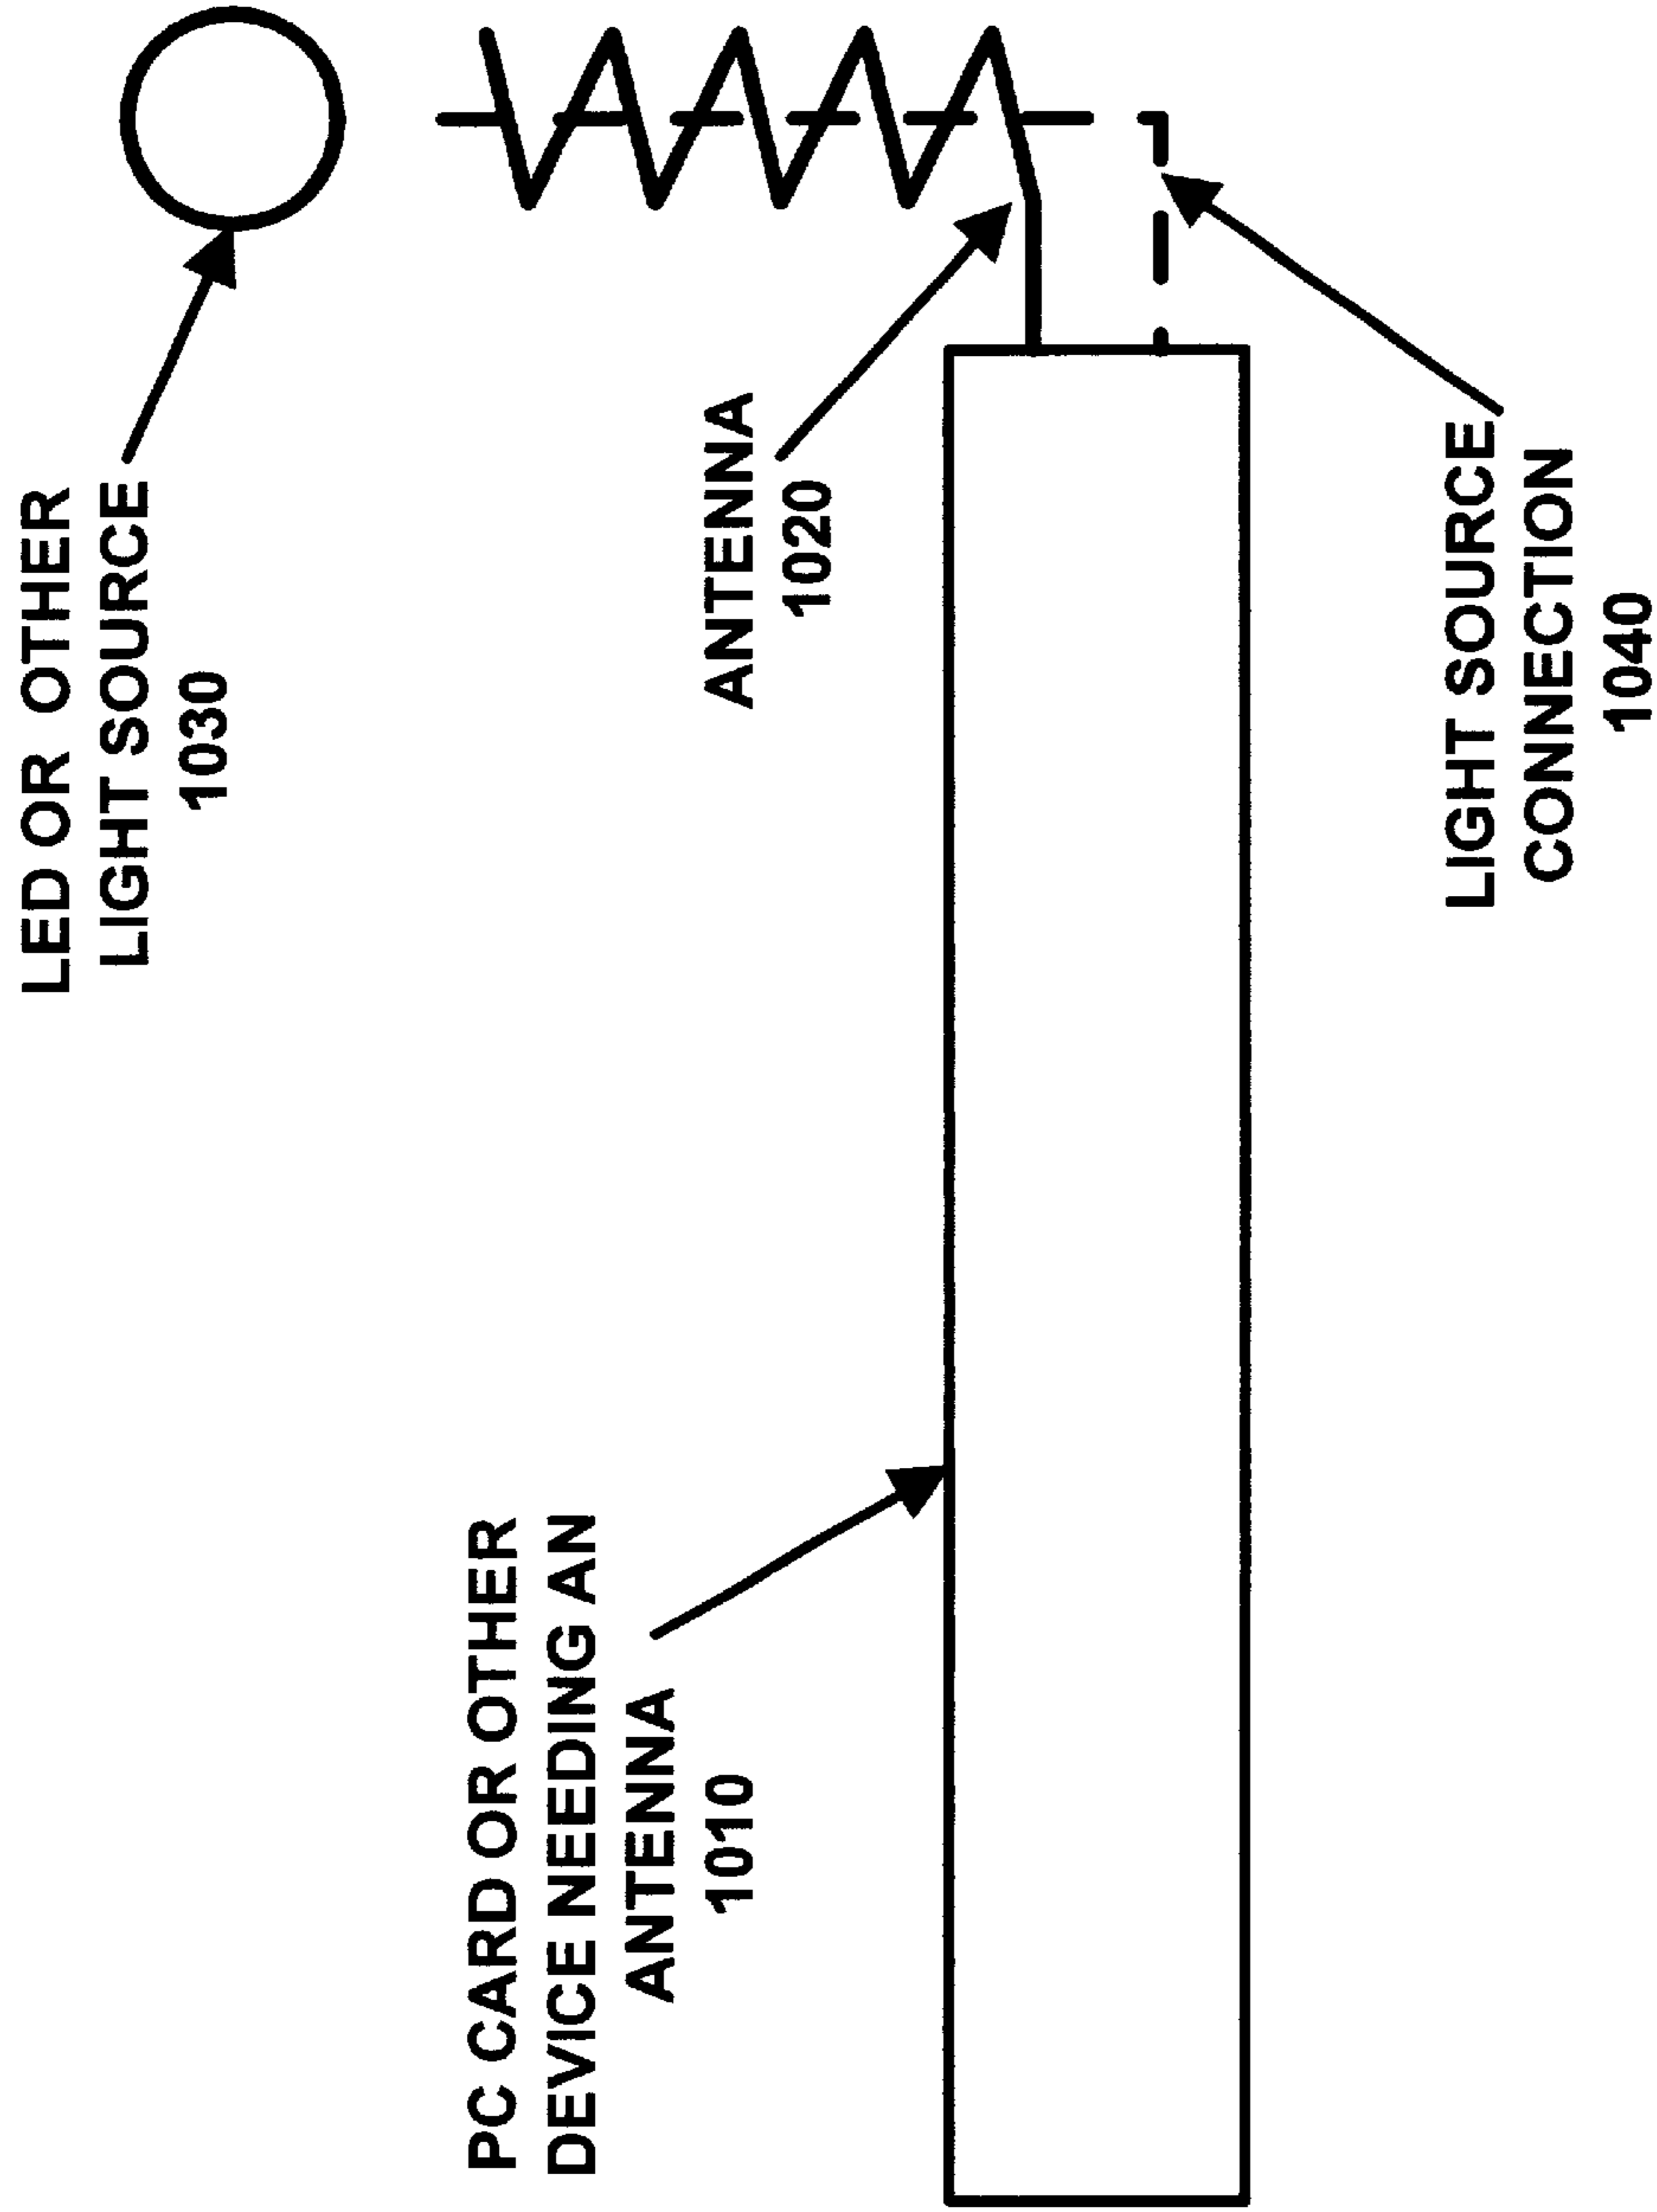 LED OR OTHER
LIGHT SOURCE
1030
PC CARD OR OTHER
DEVICE NEEDING AN
ANTENNA
1010
ANTENNA
1020
LIGHT SOURCE
CONNECTION
1040